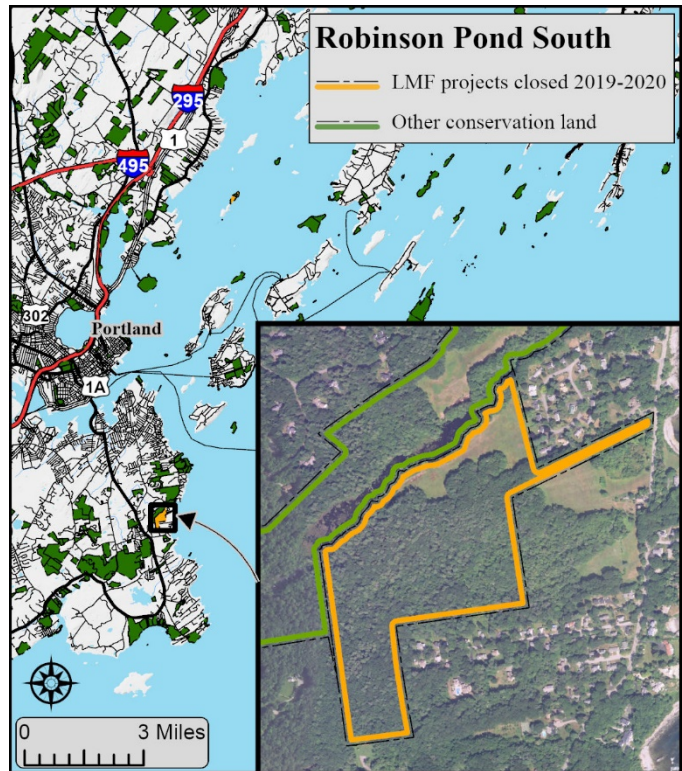 Robinson Pond South
LMF projects closed 2019-2020
Other conservation land
295
1
495
302
Portland
1A
0 3 Miles